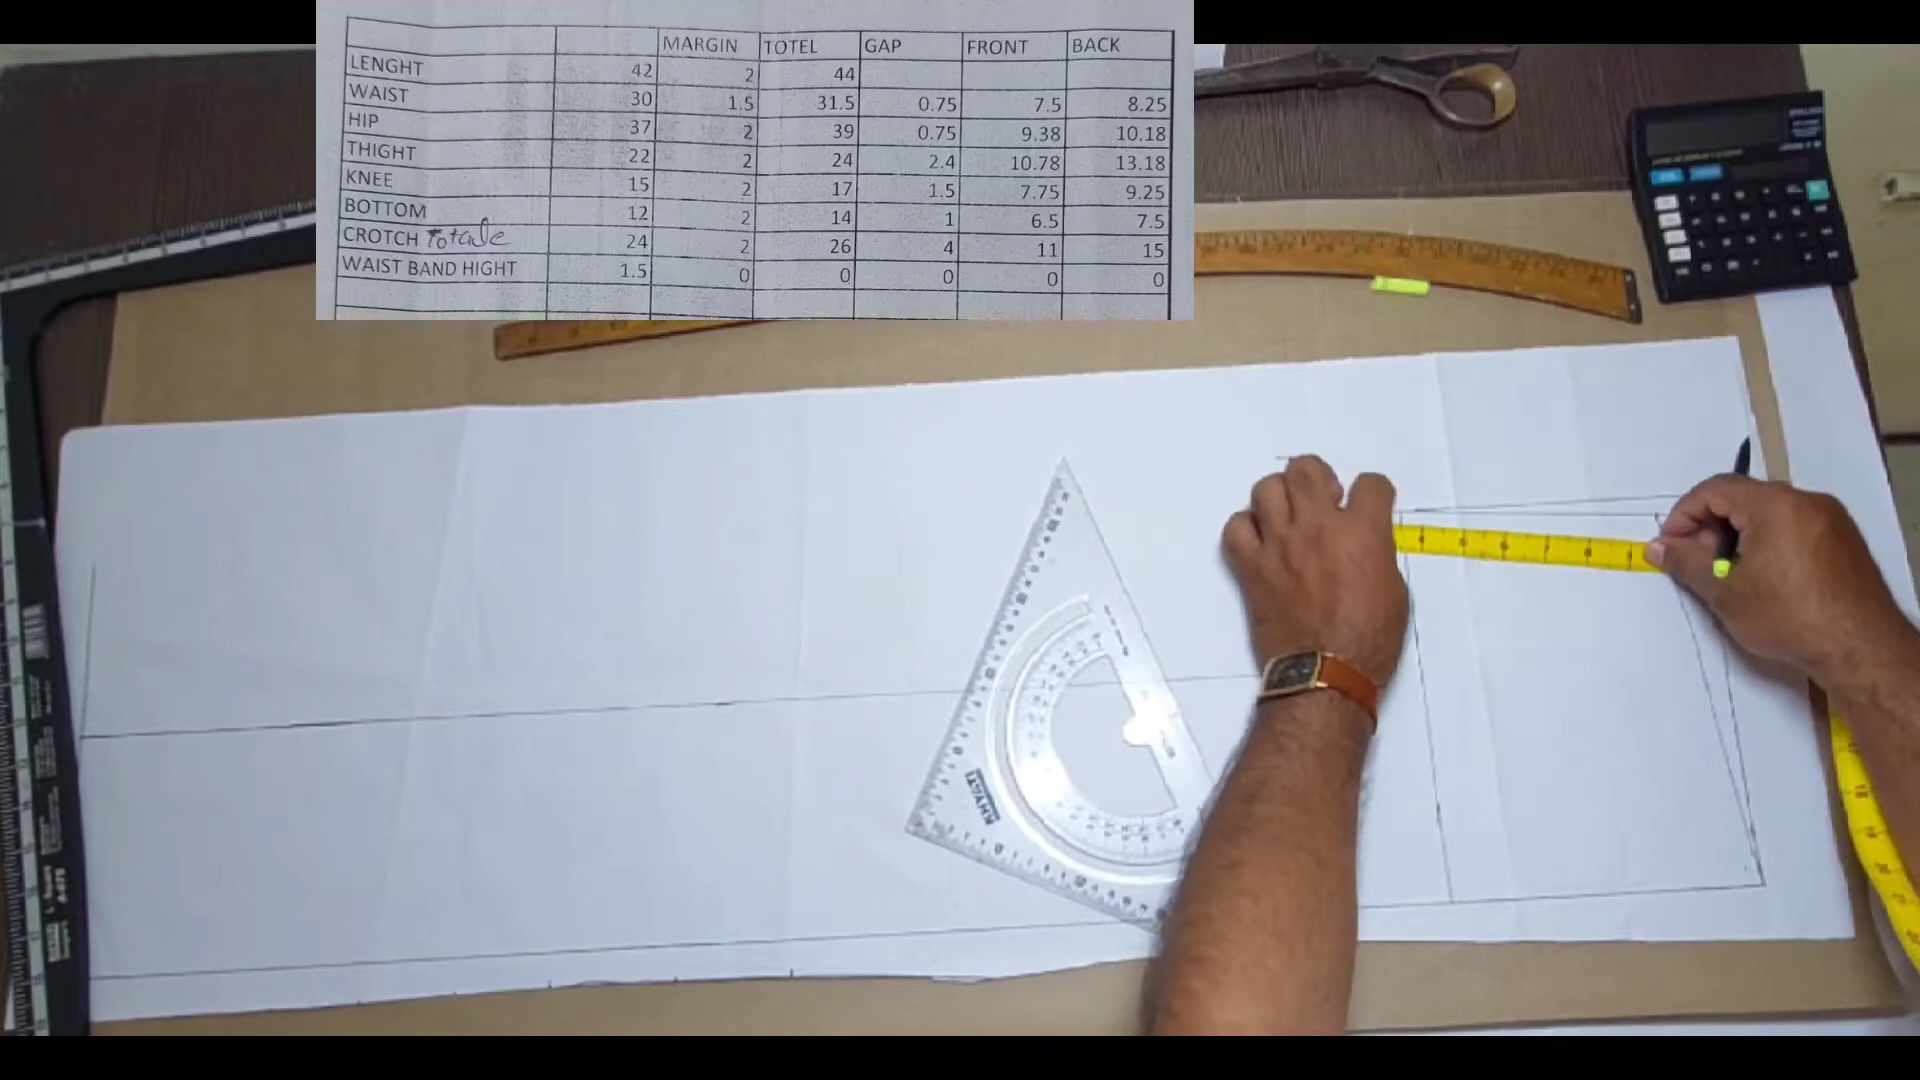 MARGIN TOTEL GAP FRONT BACK
LENGHT 42 2 44
WAIST 30 1.5 31.5 0.75 7.5 8.25
HIP 37 2 39 0.75 9.38 10.18
THIGHT 22 2 24 2.4 10.78 13.18
KNEE 15 2 17 1.5 7.75 9.25
BOTTOM 12 2 14 1 6.5 7.5
CROTCH Totale 24 2 26 4 11 15
WAIST BAND HIGHT 1.5 0 0 0 0 0
KHYATI